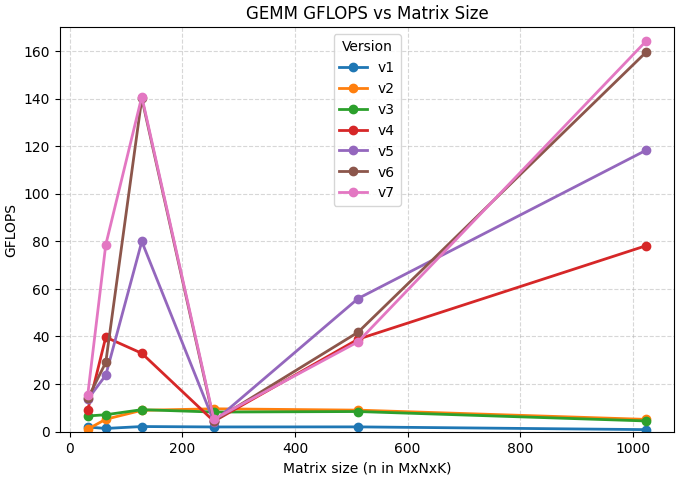 GEMM GFLOPS vs Matrix Size
GFLOPS
160
140
120
100
80
60
40
20
0
Version
v1
v2
v3
v4
v5
v6
v7
0 200 400 600 800 1000
Matrix size (n in MxNxK)